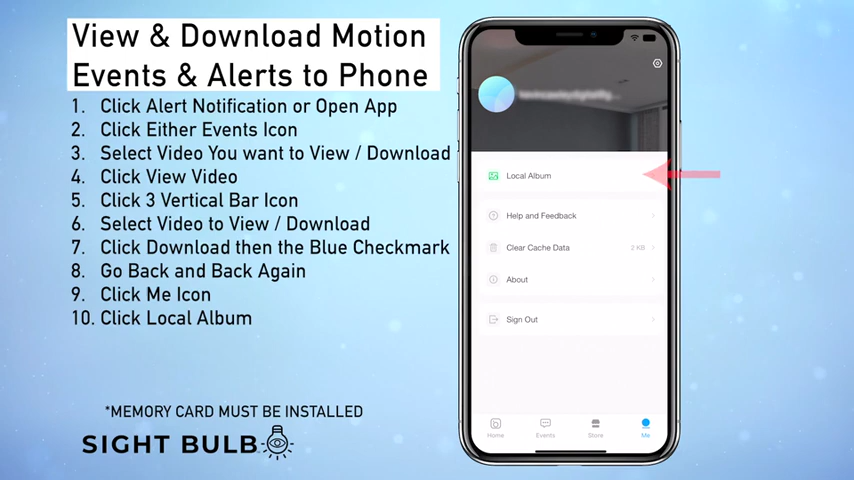 View & Download Motion
Events & Alerts to Phone
1. Click Alert Notification or Open App
2. Click Either Events Icon
3. Select Video You want to View / Download
4. Click View Video
5. Click 3 Vertical Bar Icon
6. Select Video to View / Download
7. Click Download then the Blue Checkmark
8. Go Back and Back Again
9. Click Me Icon
10. Click Local Album
*MEMORY CARD MUST BE INSTALLED
SIGHT BULB
Local Album
Help and Feedback
Clear Cache Data 2 KB
About
Sign Out
Home Events Store Me